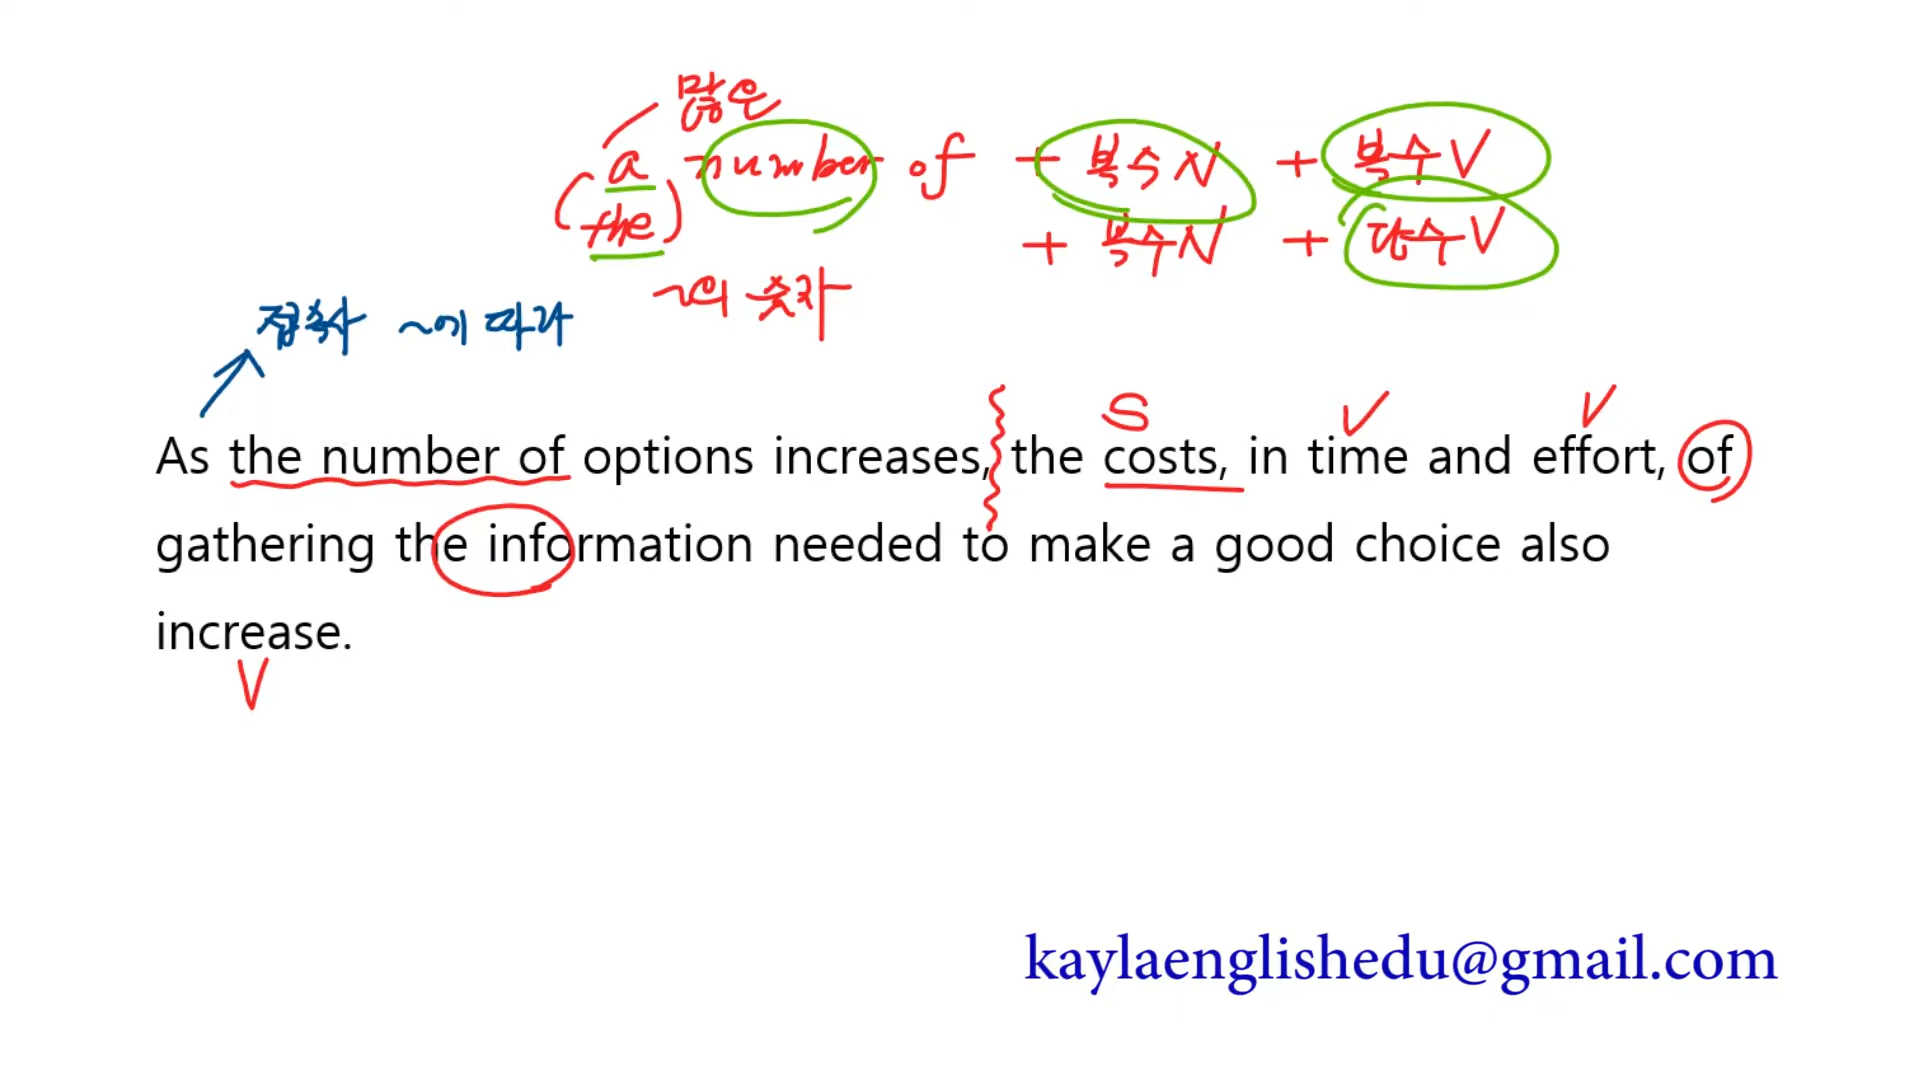 많은
a number of + 복수N + 복수V
(the) + 복수N + 단수V
~의 숫자
접속사 ~에 따라
S V V
As the number of options increases, the costs, in time and effort, of
gathering the information needed to make a good choice also
increase.
V
kaylaenglishedu@gmail.com